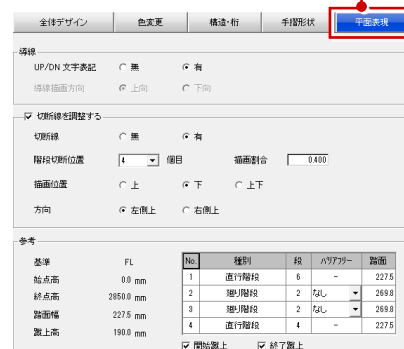 全体デザイン 色変更 構造・桁 手摺形状 平面表現
導線
UP/DN 文字表記 無 有
導線描画方向 上向 下向
切断線を調整する
切断線 無 有
階段切断位置 4 個目 描画割合 0.400
描画位置 上 下 上下
方向 左側上 右側上
参考
基準 FL
始点高 0.0 mm
終点高 2850.0 mm
踏面幅 227.5 mm
蹴上高 190.0 mm
No. 種別 段 バリアフリー 踏面
1 直行階段 6 - 227.5
2 廻り階段 2 なし 269.8
3 廻り階段 2 なし 269.8
4 直行階段 4 - 227.5
開始蹴上 終了蹴上